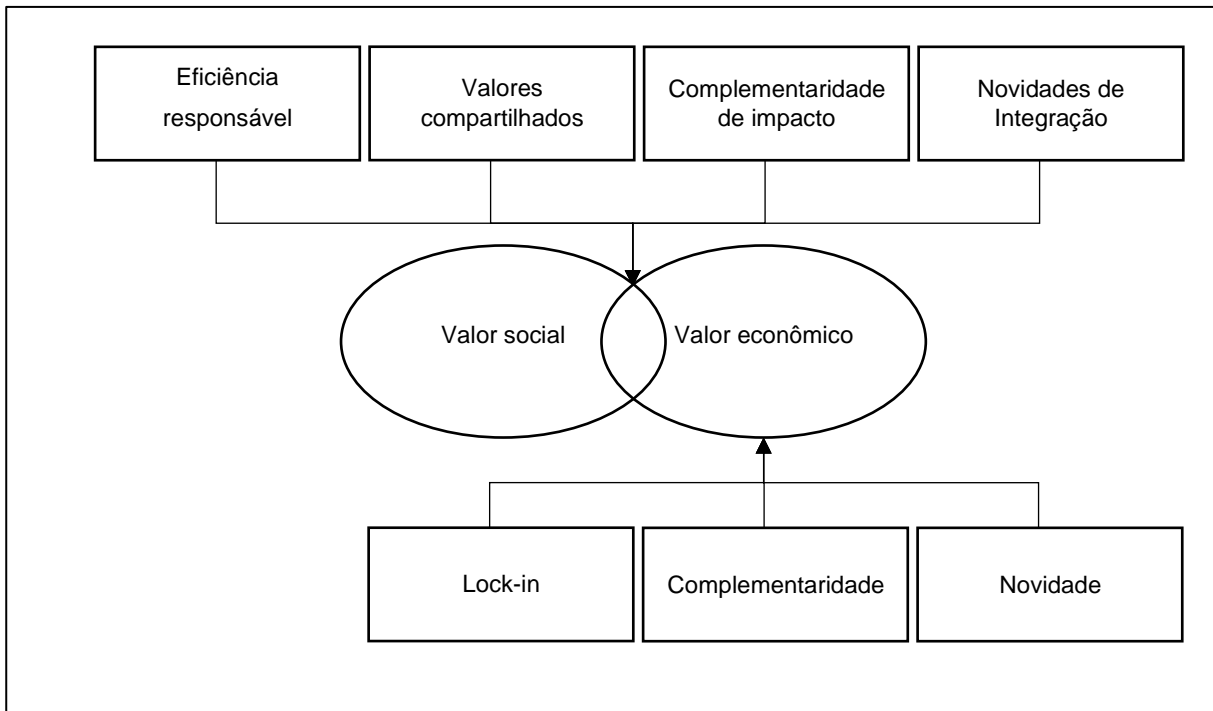 Eficiência
responsável
Valores
compartilhados
Complementaridade
de impacto
Novidades de
Integração
Valor social
Valor econômico
Lock-in
Complementaridade
Novidade